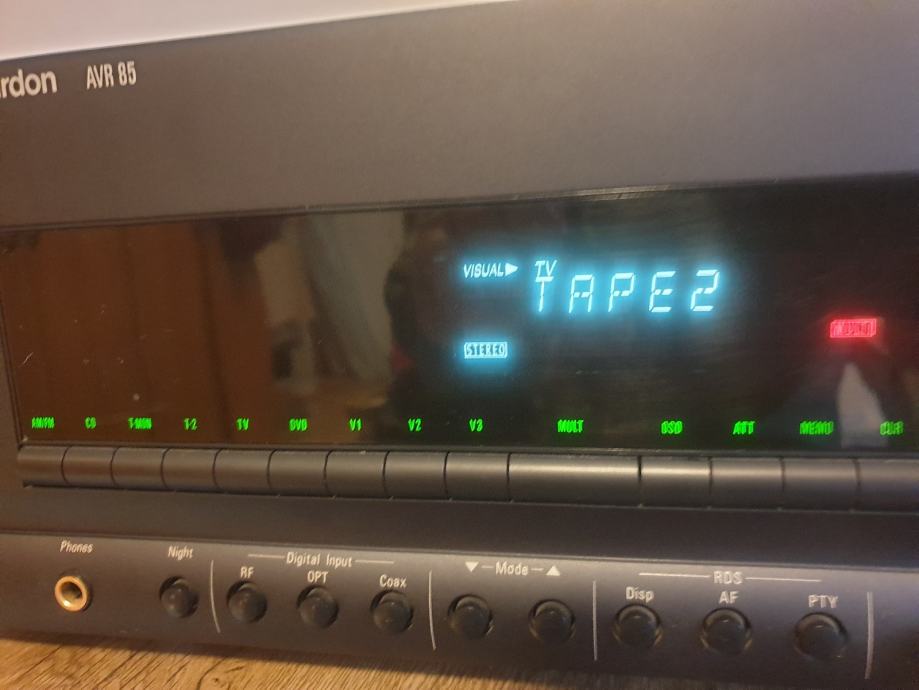 rdon AVR 85
VISUAL▶ TV
TAPE2
STEREO
AM/FM CD T-MON T-2 TV DVD V1 V2 V3 MULT OSD ATT MEMO
Phones Night Digital Input
RF OPT Coax
▼ Mode ▲
RDS
Disp AF PTY